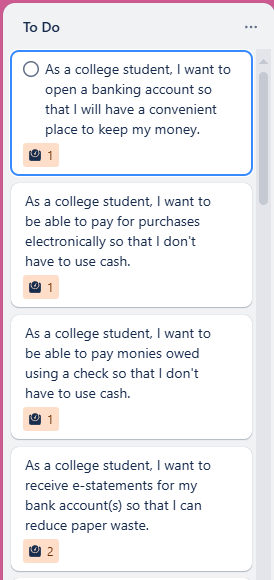 To Do
As a college student, I want to
open a banking account so
that I will have a convenient
place to keep my money.
1
As a college student, I want to
be able to pay for purchases
electronically so that I don't
have to use cash.
1
As a college student, I want to
be able to pay monies owed
using a check so that I don't
have to use cash.
1
As a college student, I want to
receive e-statements for my
bank account(s) so that I can
reduce paper waste.
2